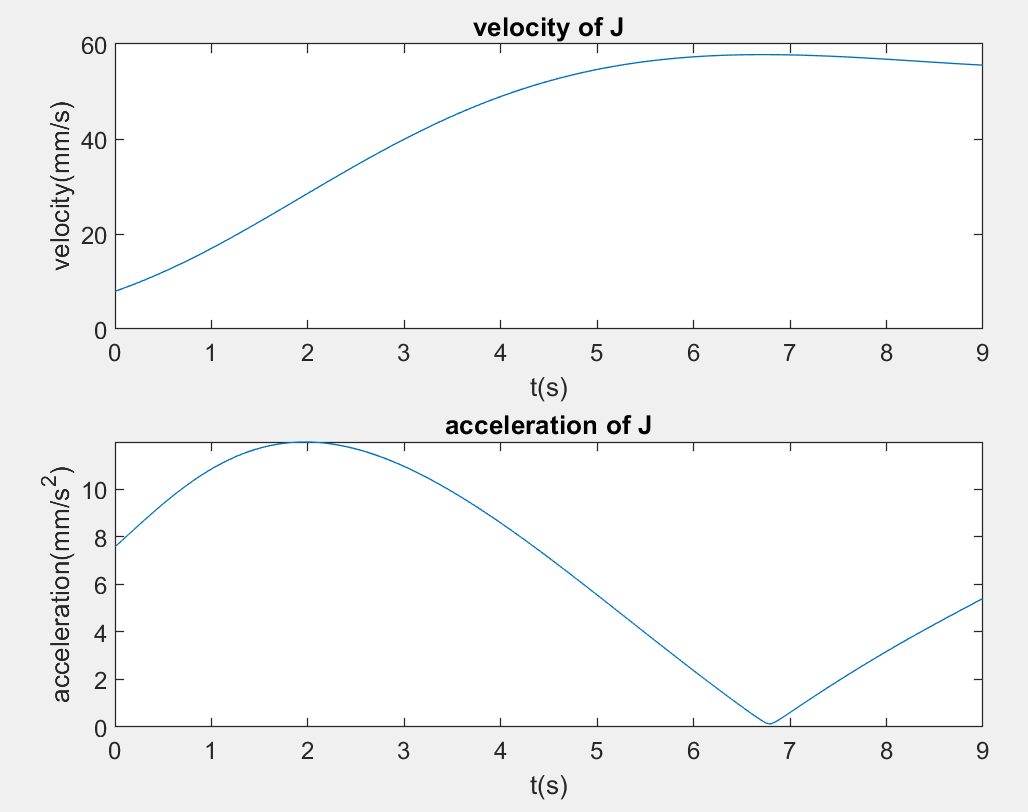 velocity of J
velocity(mm/s)
60
40
20
0
0 1 2 3 4 5 6 7 8 9
t(s)
acceleration of J
acceleration(mm/s²)
10
8
6
4
2
0
0 1 2 3 4 5 6 7 8 9
t(s)